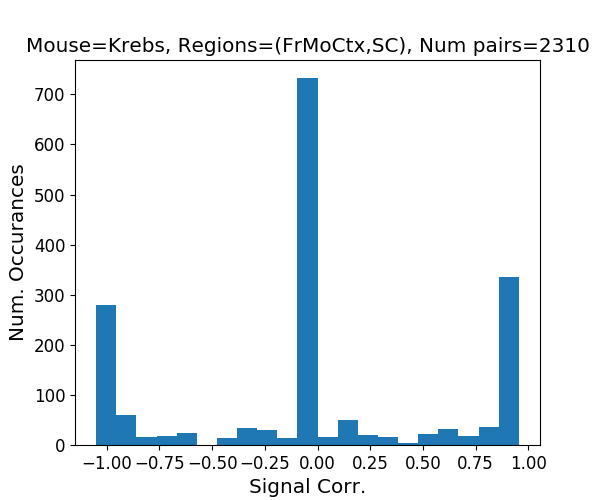 Mouse=Krebs, Regions=(FrMoCtx,SC), Num pairs=2310
700
600
500
400
300
200
100
0
Num. Occurances
−1.00 −0.75 −0.50 −0.25 0.00 0.25 0.50 0.75 1.00
Signal Corr.